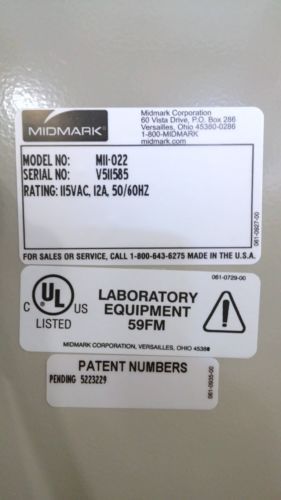 MIDMARK
Midmark Corporation
60 Vista Drive, P.O. Box 286
Versailles, Ohio 45380-0286
1-800-MIDMARK
midmark.com
MODEL NO: M11-022
SERIAL NO: V511585
RATING: 115VAC, 12A, 50/60HZ
061-0927-00
FOR SALES OR SERVICE, CALL 1-800-643-6275 MADE IN THE U.S.A.
061-0729-00
C UL US
LISTED
LABORATORY
EQUIPMENT
59FM
MIDMARK CORPORATION, VERSAILLES, OHIO 45380
PATENT NUMBERS
PENDING 5223229
061-0935-00